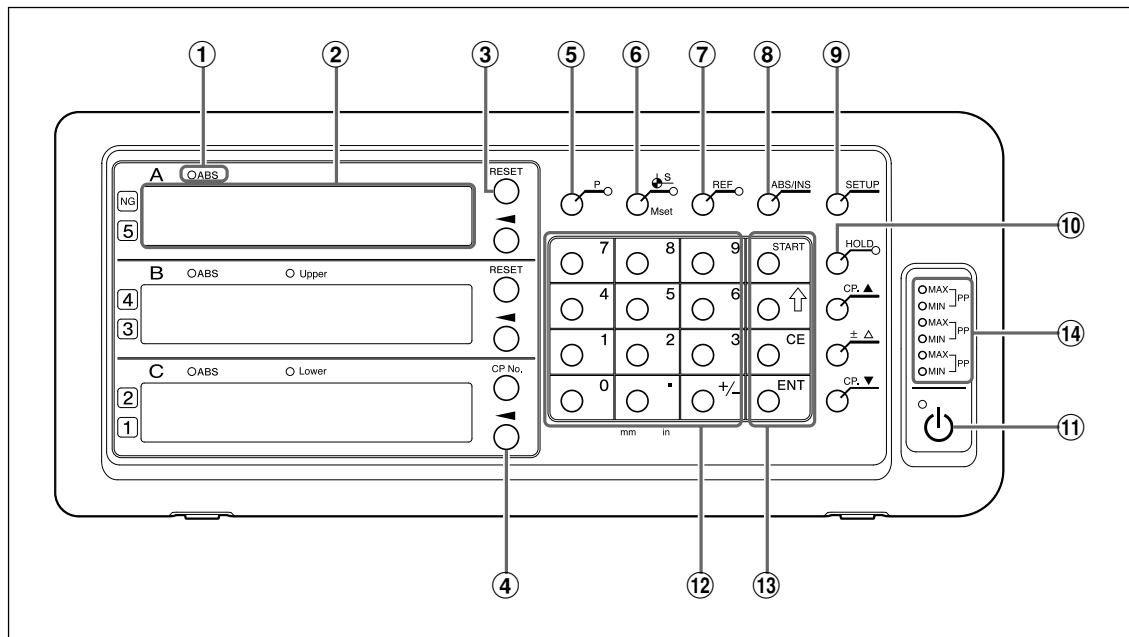 ① ② ③ ⑤ ⑥ ⑦ ⑧ ⑨
A ABS RESET
NG
5
P
S
Mset
REF
ABS/INS
SETUP
B ABS Upper RESET
4
3
C ABS Lower CP No.
2
1
7 8 9 START
4 5 6 ⇧
1 2 3 CE
0 . +/- ENT
mm in
HOLD ⑩
CP. ▲
± △
CP. ▼
MAX
MIN PP
MAX
MIN PP
MAX
MIN PP
⑭
⑪
④ ⑫ ⑬